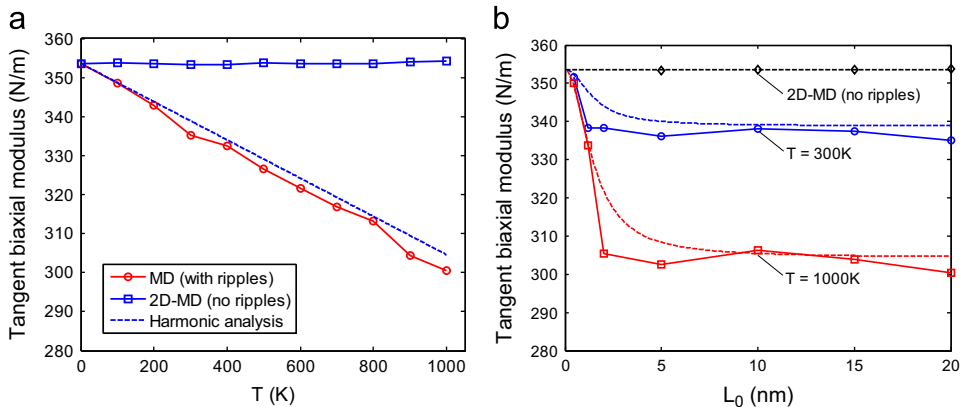 a
Tangent biaxial modulus (N/m)
360
350
340
330
320
310
300
290
280
0
200
400
600
800
1000
T (K)
MD (with ripples)
2D-MD (no ripples)
Harmonic analysis
b
Tangent biaxial modulus (N/m)
360
350
340
330
320
310
300
290
280
0
5
10
15
20
L₀ (nm)
2D-MD (no ripples)
T = 300K
T = 1000K